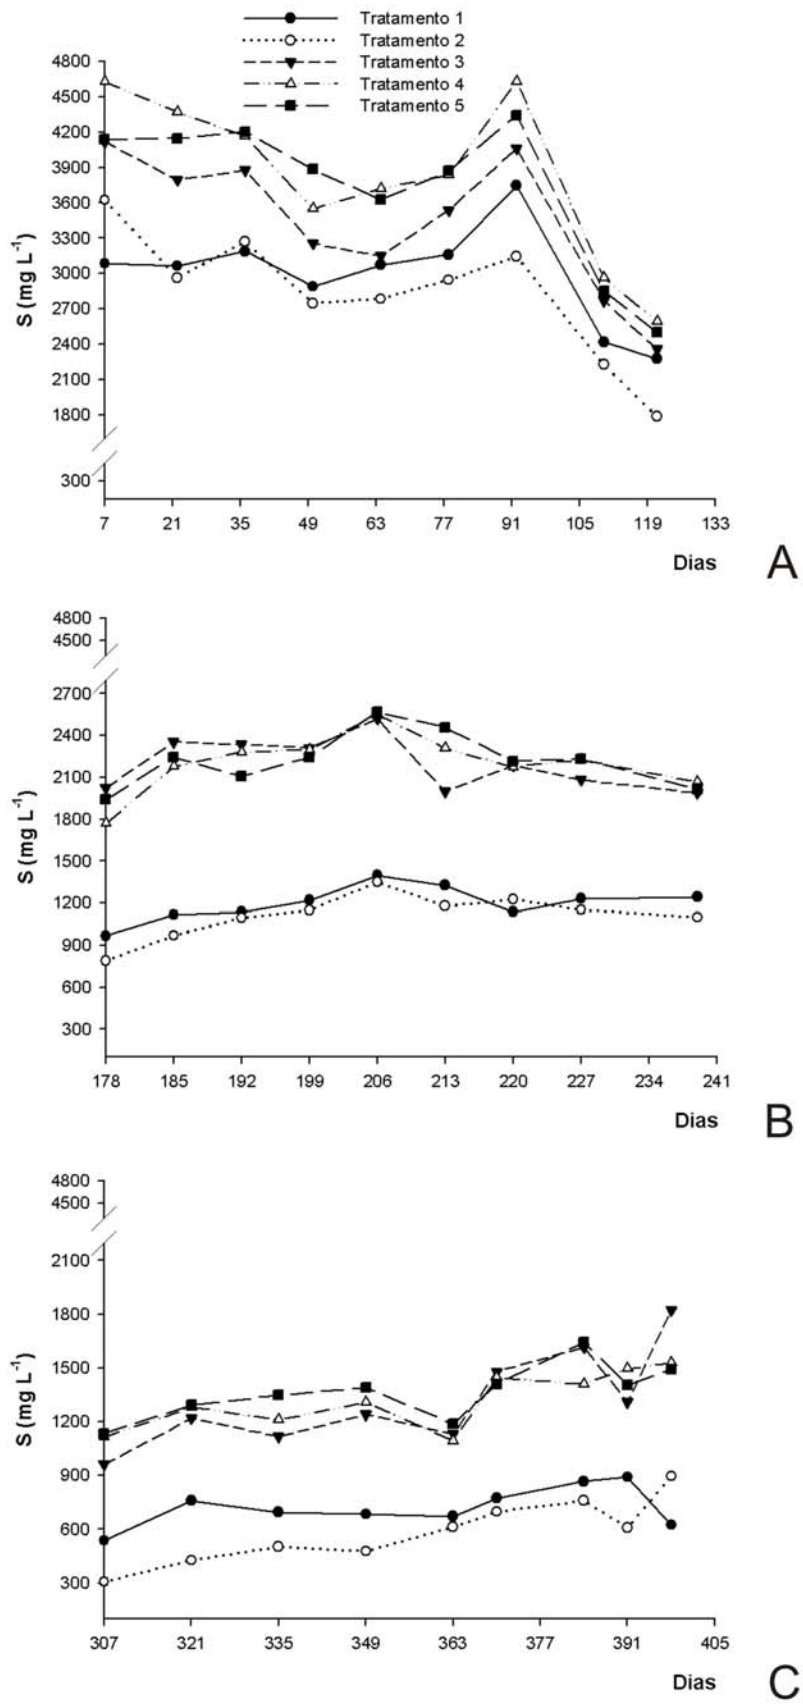 Tratamento 1
Tratamento 2
Tratamento 3
Tratamento 4
Tratamento 5
4800
4500
4200
3900
3600
3300
3000
2700
2400
2100
1800
300
S (mg L⁻¹)
7 21 35 49 63 77 91 105 119 133
Dias
A
4800
4500
2700
2400
2100
1800
1500
1200
900
600
300
S (mg L⁻¹)
178 185 192 199 206 213 220 227 234 241
Dias
B
4800
4500
2100
1800
1500
1200
900
600
300
S (mg L⁻¹)
307 321 335 349 363 377 391 405
Dias
C